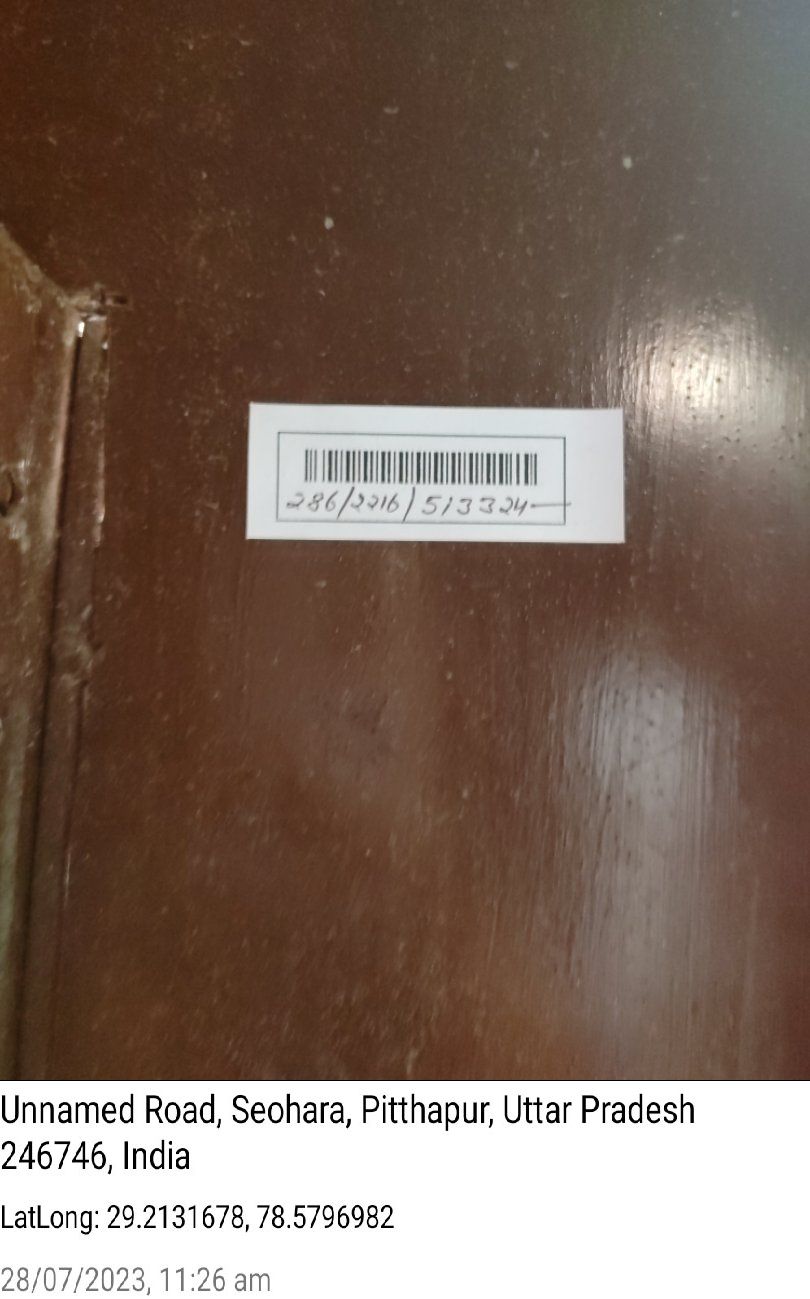 286/2216/513324
Unnamed Road, Seohara, Pitthapur, Uttar Pradesh
246746, India
LatLong: 29.2131678, 78.5796982
28/07/2023, 11:26 am